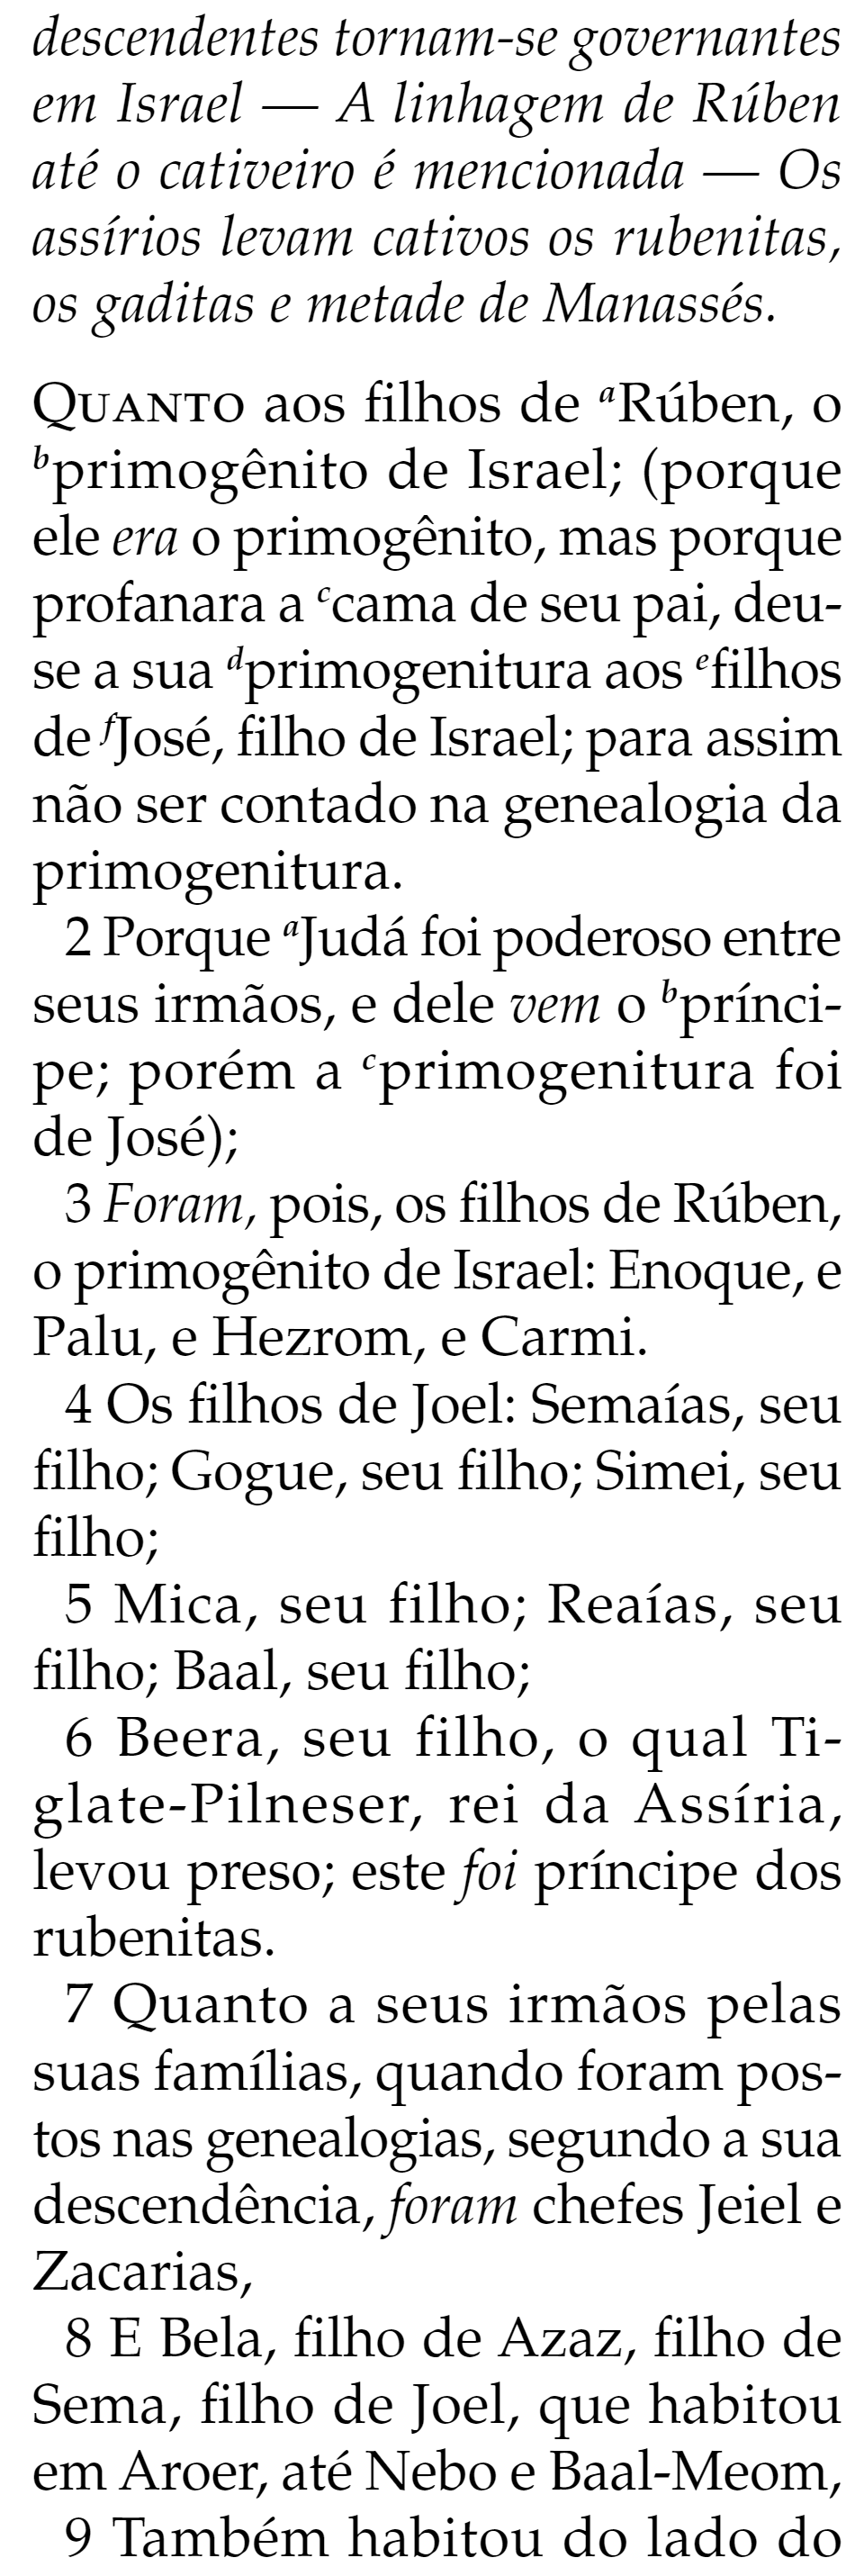 descendentes tornam-se governantes
em Israel — A linhagem de Rúben
até o cativeiro é mencionada — Os
assírios levam cativos os rubenitas,
os gaditas e metade de Manassés.
QUANTO aos filhos de aRúben, o
bprimogênito de Israel; (porque
ele era o primogênito, mas porque
profanara a ccama de seu pai, deu-
se a sua dprimogenitura aos efilhos
de fJosé, filho de Israel; para assim
não ser contado na genealogia da
primogenitura.
2 Porque aJudá foi poderoso entre
seus irmãos, e dele vem o bprínci-
pe; porém a cprimogenitura foi
de José);
3 Foram, pois, os filhos de Rúben,
o primogênito de Israel: Enoque, e
Palu, e Hezrom, e Carmi.
4 Os filhos de Joel: Semaías, seu
filho; Gogue, seu filho; Simei, seu
filho;
5 Mica, seu filho; Reaías, seu
filho; Baal, seu filho;
6 Beera, seu filho, o qual Ti-
glate-Pilneser, rei da Assíria,
levou preso; este foi príncipe dos
rubenitas.
7 Quanto a seus irmãos pelas
suas famílias, quando foram pos-
tos nas genealogias, segundo a sua
descendência, foram chefes Jeiel e
Zacarias,
8 E Bela, filho de Azaz, filho de
Sema, filho de Joel, que habitou
em Aroer, até Nebo e Baal-Meom,
9 Também habitou do lado do